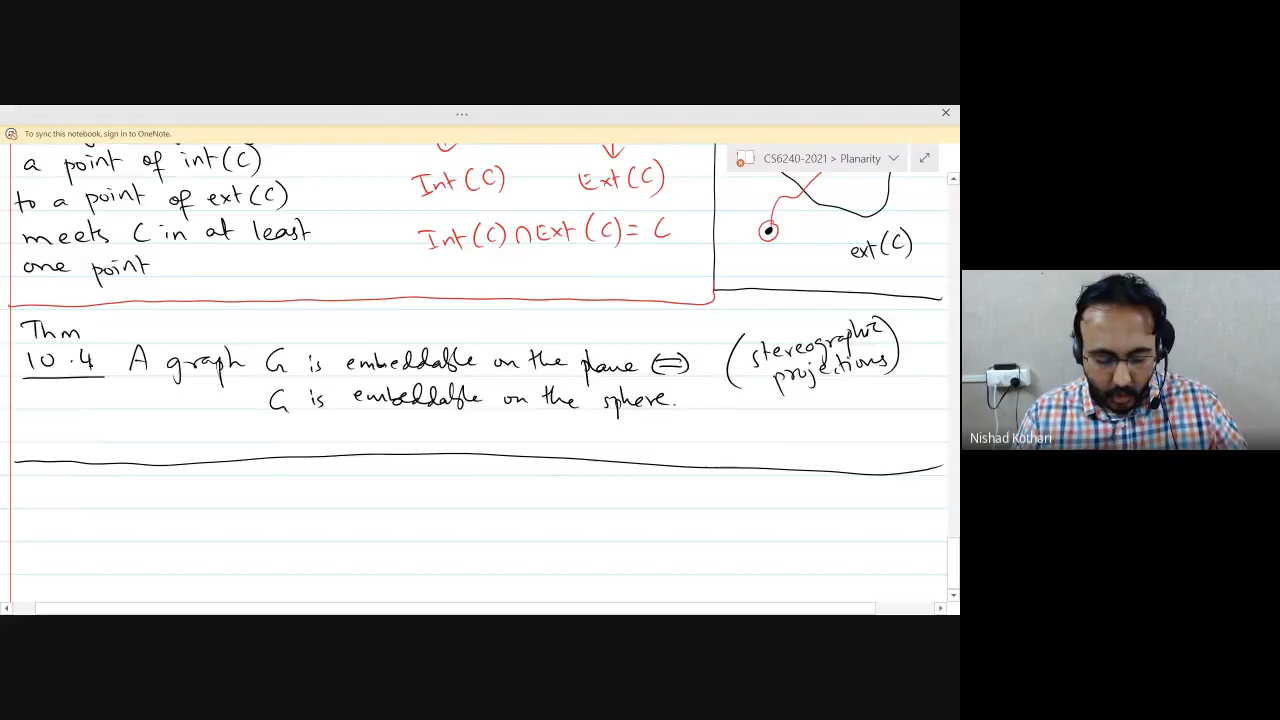 To sync this notebook, sign in to OneNote.
a point of int(C)
to a point of ext(C)
meets C in at least
one point
Int(C) Ext(C)
Int(C) ∩ Ext(C) = C
CS6240-2021 | Planarity
ext(C)
Thm
10.4 A graph G is embeddable on the plane ⇔
G is embeddable on the sphere.
(stereographic
projections)
Nishad Kothari